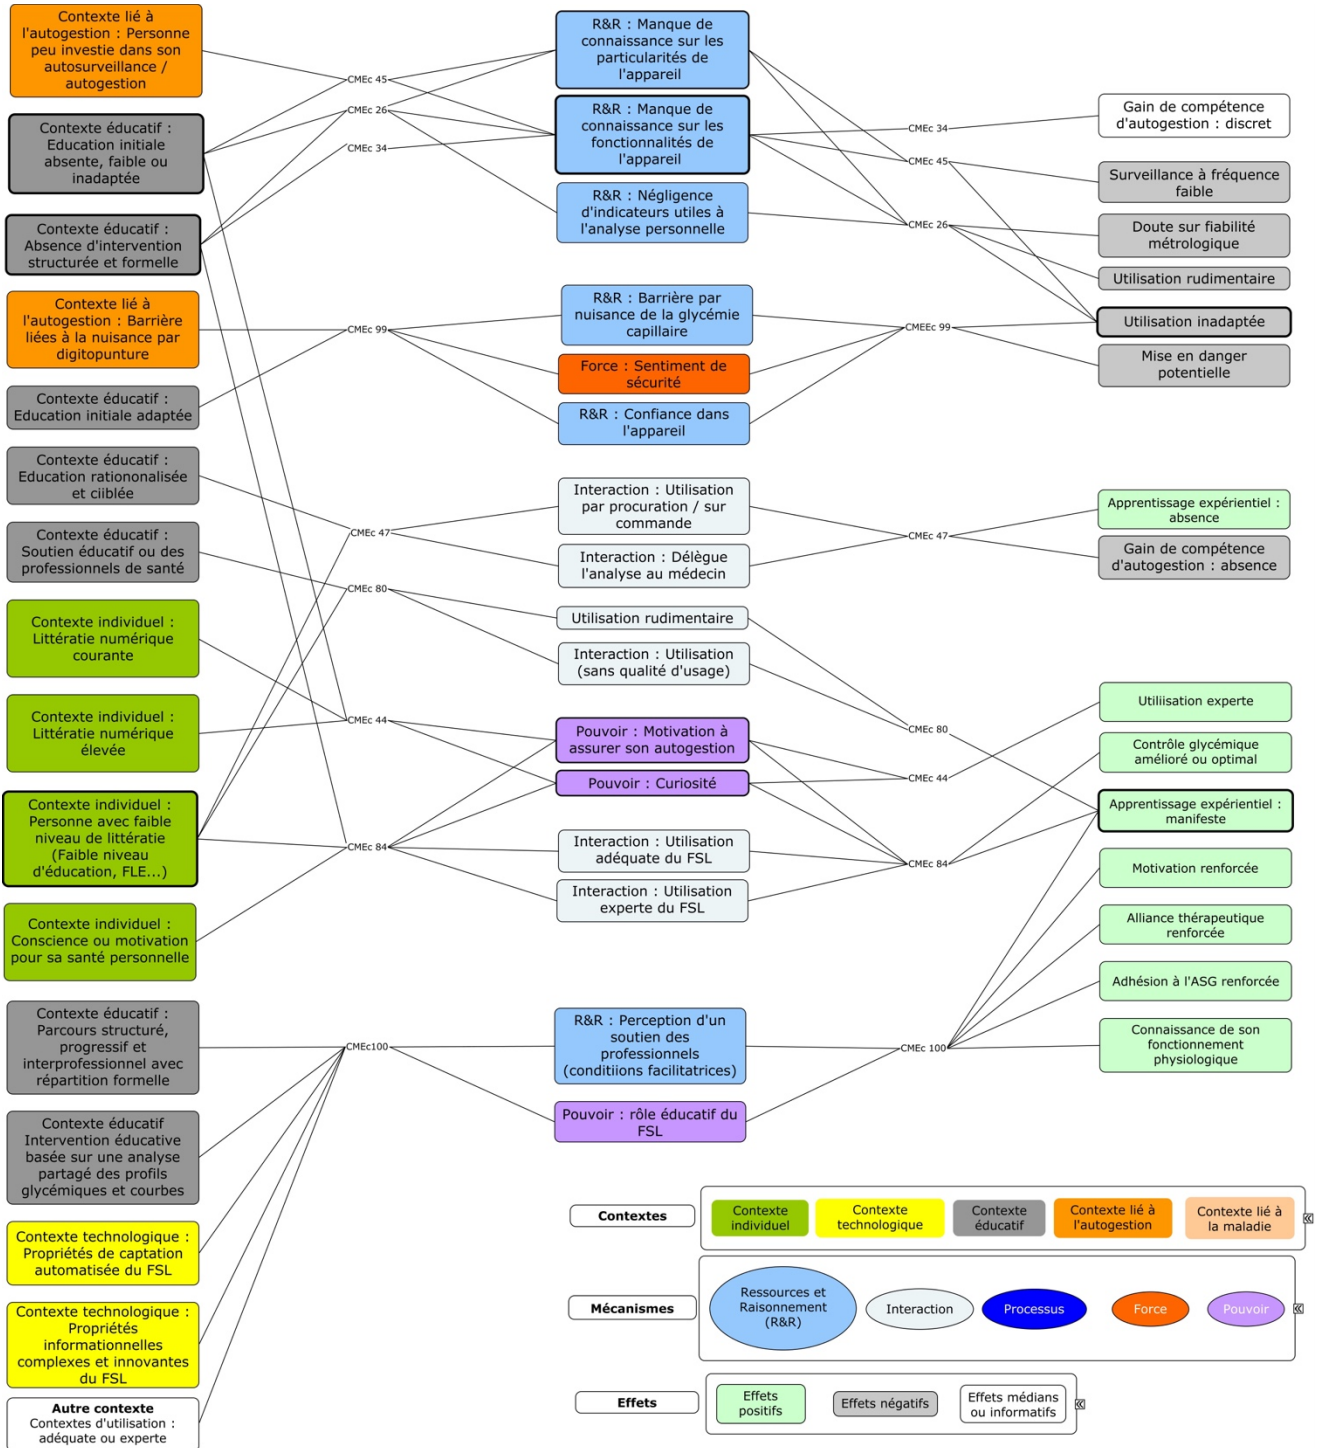 Contexte lié à
l'autogestion : Personne
peu investie dans son
autosurveillance /
autogestion
Contexte éducatif :
Education initiale
absente, faible ou
inadaptée
Contexte éducatif :
Absence d'intervention
structurée et formelle
Contexte lié à
l'autogestion : Barrière
liées à la nuisance par
digitopunture
Contexte éducatif :
Education initiale adaptée
Contexte éducatif :
Education rationonalisée
et ciiblée
Contexte éducatif :
Soutien éducatif ou des
professionnels de santé
Contexte individuel :
Littératie numérique
courante
Contexte individuel :
Littératie numérique
élevée
Contexte individuel :
Personne avec faible
niveau de littératie
(Faible niveau
d'éducation, FLE...)
Contexte individuel :
Conscience ou motivation
pour sa santé personnelle
Contexte éducatif :
Parcours structuré,
progressif et
interprofessionnel avec
répartition formelle
Contexte éducatif
Intervention éducative
basée sur une analyse
partagé des profils
glycémiques et courbes
Contexte technologique :
Propriétés de captation
automatisée du FSL
Contexte technologique :
Propriétés
informationnelles
complexes et innovantes
du FSL
Autre contexte
Contextes d'utilisation :
adéquate ou experte
CMEc 45
CMEc 26
CMEc 34
CMEc 99
CMEc 47
CMEc 80
CMEc 44
CMEc 84
CMEc100
R&R : Manque de
connaissance sur les
particularités de
l'appareil
R&R : Manque de
connaissance sur les
fonctionnalités de
l'appareil
R&R : Négligence
d'indicateurs utiles à
l'analyse personnelle
R&R : Barrière par
nuisance de la glycémie
capillaire
Force : Sentiment de
sécurité
R&R : Confiance dans
l'appareil
Interaction : Utilisation
par procuration / sur
commande
Interaction : Délègue
l'analyse au médecin
Utilisation rudimentaire
Interaction : Utilisation
(sans qualité d'usage)
Pouvoir : Motivation à
assurer son autogestion
Pouvoir : Curiosité
Interaction : Utilisation
adéquate du FSL
Interaction : Utilisation
experte du FSL
R&R : Perception d'un
soutien des
professionnels
(conditiions facilitatrices)
Pouvoir : rôle éducatif du
FSL
CMEc 34
CMEc 45
CMEc 26
CMEEc 99
CMEc 47
CMEc 80
CMEc 44
CMEc 84
CMEc 100
Gain de compétence
d'autogestion : discret
Surveillance à fréquence
faible
Doute sur fiabilité
métrologique
Utilisation rudimentaire
Utilisation inadaptée
Mise en danger
potentielle
Apprentissage expérientiel :
absence
Gain de compétence
d'autogestion : absence
Utiliisation experte
Contrôle glycémique
amélioré ou optimal
Apprentissage expérientiel :
manifeste
Motivation renforcée
Alliance thérapeutique
renforcée
Adhésion à l'ASG renforcée
Connaissance de son
fonctionnement
physiologique
Contextes
Contexte
individuel
Contexte
technologique
Contexte
éducatif
Contexte lié à
l'autogestion
Contexte lié à
la maladie
Mécanismes
Ressources et
Raisonnement
(R&R)
Interaction
Processus
Force
Pouvoir
Effets
Effets
positifs
Effets négatifs
Effets médians
ou informatifs